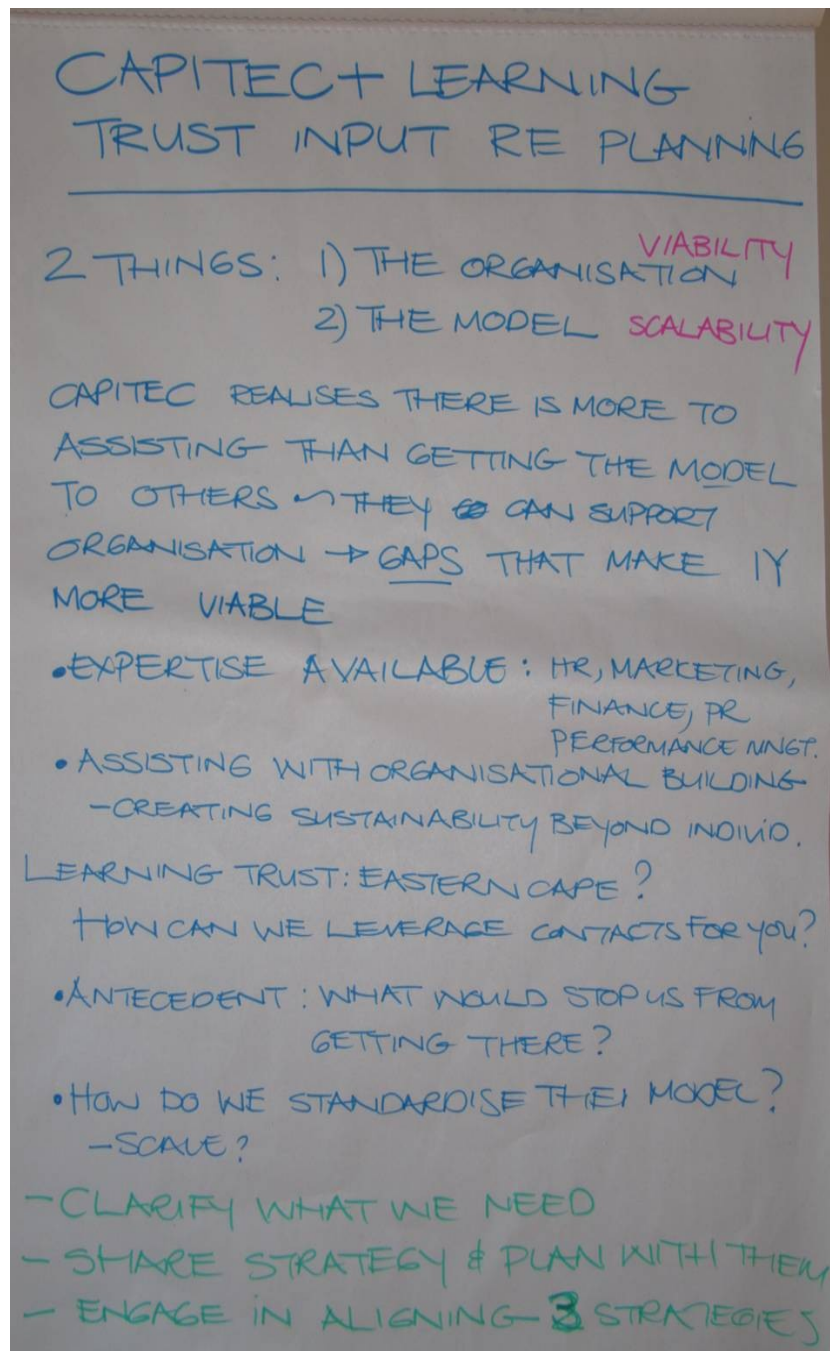 CAPITEC + LEARNING
TRUST INPUT RE PLANNNG
2 THINGS: 1) THE ORGANISATION VIABILITY
2) THE MODEL SCALABILITY
CAPITEC REALISES THERE IS MORE TO
ASSISTING THAN GETTING THE MODEL
TO OTHERS THEY CAN SUPPORT
ORGANISATION → GAPS THAT MAKE IY
MORE VIABLE
• EXPERTISE AVAILABLE: HR, MARKETING,
FINANCE, PR
PERFORMANCE MNGT.
• ASSISTING WITH ORGANISATIONAL BUILDING
- CREATING SUSTAINABILITY BEYOND INDIVID.
LEARNING TRUST: EASTERN CAPE?
HOW CAN WE LEVERAGE CONTACTS FOR YOU?
• ANTECEDENT: WHAT WOULD STOP US FROM
GETTING THERE?
• HOW DO WE STANDARDISE THEI MODEL?
- SCALE?
- CLARIFY WHAT WE NEED
- SHARE STRATEGY & PLAN WITH THEM
- ENGAGE IN ALIGNING 3 STRATEGIES